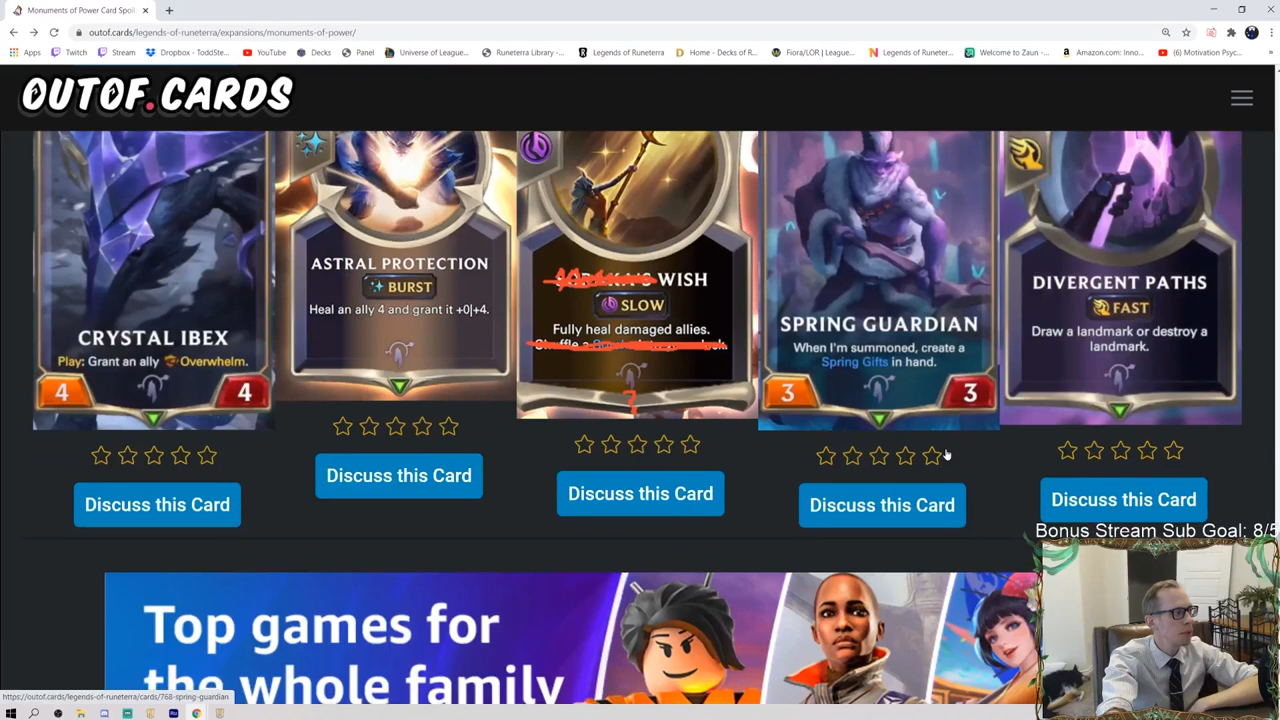 Monuments of Power Card Spoil
outof.cards/legends-of-runeterra/expansions/monuments-of-power/
Apps
Twitch
Stream
Dropbox - ToddSte...
YouTube
Decks
Panel
Universe of League...
Runeterra Library -...
Legends of Runeterra
Home - Decks of R...
Fiora/LOR | League...
Legends of Runeter...
Welcome to Zaun_...
Amazon.com: Inno...
(6) Motivation Psyc...
OUTOF.CARDS
CRYSTAL IBEX
Play: Grant an ally Overwhelm.
4
4
ASTRAL PROTECTION
BURST
Heal an ally 4 and grant it +0|+4.
WISH
SLOW
Fully heal damaged allies.
?
SPRING GUARDIAN
When I'm summoned, create a
Spring Gifts in hand.
3
3
DIVERGENT PATHS
FAST
Draw a landmark or destroy a
landmark.
Discuss this Card
Discuss this Card
Discuss this Card
Discuss this Card
Discuss this Card
Bonus Stream Sub Goal: 8/5
Top games for
the whole family
https://outof.cards/legends-of-runeterra/cards/768-spring-guardian